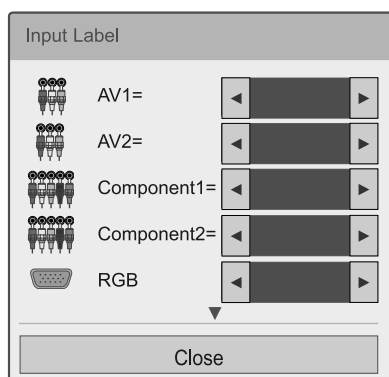 Input Label
AV1=
AV2=
Component1=
Component2=
RGB
Close